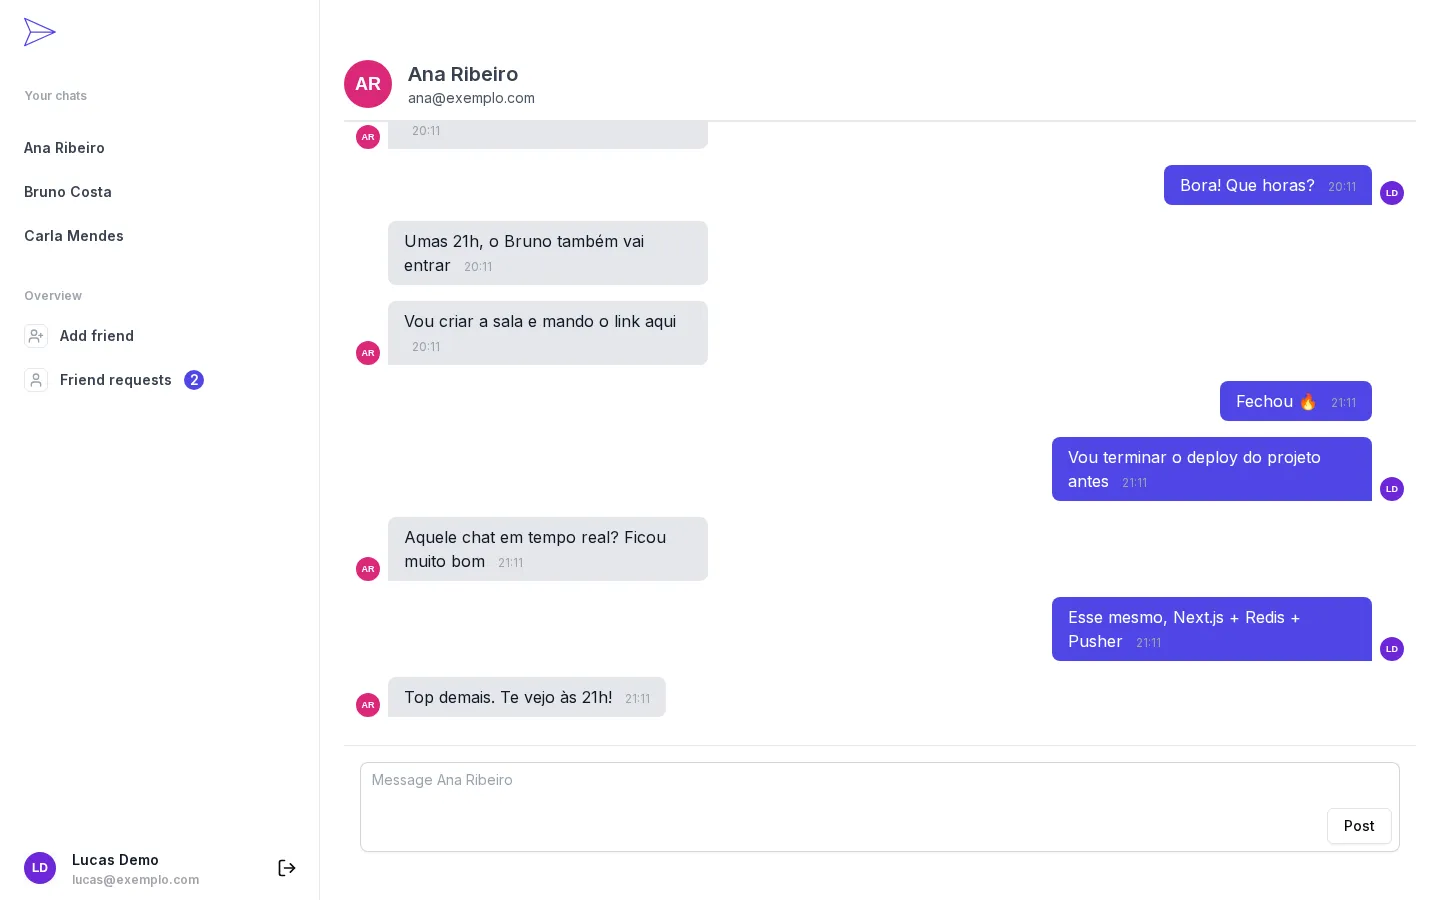 Your chats
Ana Ribeiro
Bruno Costa
Carla Mendes
Overview
Add friend
Friend requests 2
LD
Lucas Demo
lucas@exemplo.com
AR
Ana Ribeiro
ana@exemplo.com
20:11
AR
Bora! Que horas? 20:11
LD
Umas 21h, o Bruno também vai
entrar 20:11
Vou criar a sala e mando o link aqui
20:11
AR
Fechou 🔥 21:11
Vou terminar o deploy do projeto
antes 21:11
LD
Aquele chat em tempo real? Ficou
muito bom 21:11
AR
Esse mesmo, Next.js + Redis +
Pusher 21:11
LD
Top demais. Te vejo às 21h! 21:11
AR
Message Ana Ribeiro
Post